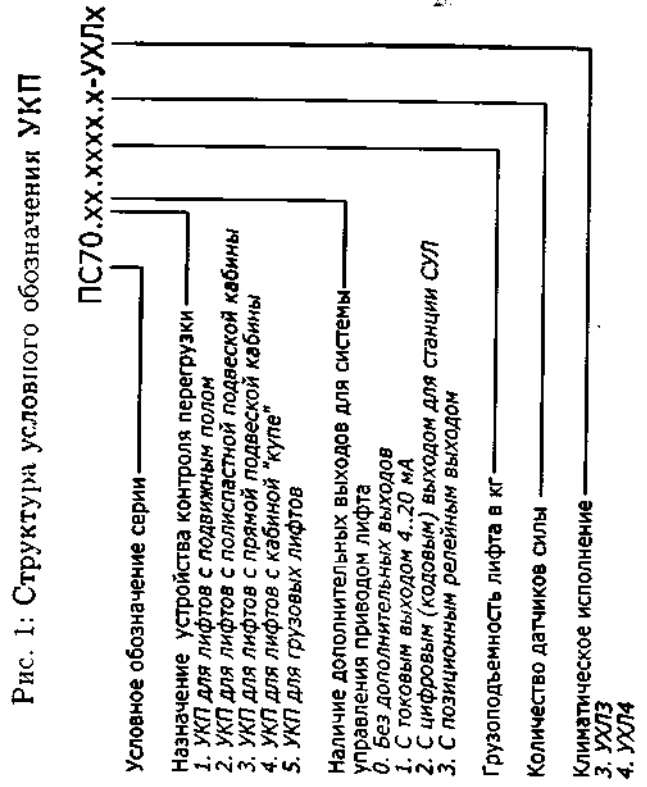 Рис. 1: Структура условного обозначения УКП
ПС70.xx.xxxx.x-УХЛx
Условное обозначение серии
Назначение устройства контроля перегрузки
1. УКП для лифтов с подвижным полом
2. УКП для лифтов с полиспастной подвеской кабины
3. УКП для лифтов с прямой подвеской кабины
4. УКП для лифтов с кабиной "купе"
5. УКП для грузовых лифтов
Наличие дополнительных выходов для системы
управления приводом лифта
0. Без дополнительных выходов
1. С токовым выходом 4..20 мА
2. С цифровым (кодовым) выходом для станции СУЛ
3. С позиционным релейным выходом
Грузоподъемность лифта в кг
Количество датчиков силы
Климатическое исполнение
3. УХЛ3
4. УХЛ4